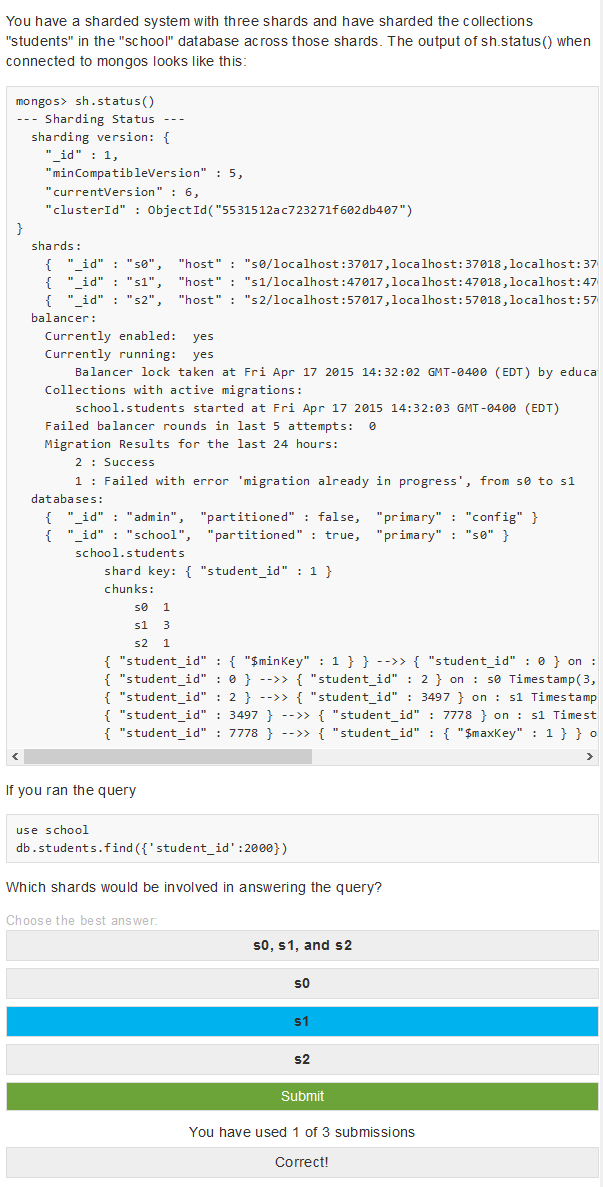 You have a sharded system with three shards and have sharded the collections
"students" in the "school" database across those shards. The output of sh.status() when
connected to mongos looks like this:
mongos> sh.status()
--- Sharding Status ---
  sharding version: {
    "_id" : 1,
    "minCompatibleVersion" : 5,
    "currentVersion" : 6,
    "clusterId" : ObjectId("5531512ac723271f602db407")
}
  shards:
    {  "_id" : "s0",  "host" : "s0/localhost:37017,localhost:37018,localhost:37
    {  "_id" : "s1",  "host" : "s1/localhost:47017,localhost:47018,localhost:47
    {  "_id" : "s2",  "host" : "s2/localhost:57017,localhost:57018,localhost:57
  balancer:
    Currently enabled:  yes
    Currently running:  yes
        Balancer lock taken at Fri Apr 17 2015 14:32:02 GMT-0400 (EDT) by educa
    Collections with active migrations:
        school.students started at Fri Apr 17 2015 14:32:03 GMT-0400 (EDT)
    Failed balancer rounds in last 5 attempts:  0
    Migration Results for the last 24 hours:
        2 : Success
        1 : Failed with error 'migration already in progress', from s0 to s1
  databases:
    {  "_id" : "admin",  "partitioned" : false,  "primary" : "config" }
    {  "_id" : "school",  "partitioned" : true,  "primary" : "s0" }
        school.students
            shard key: { "student_id" : 1 }
            chunks:
                s0  1
                s1  3
                s2  1
            { "student_id" : { "$minKey" : 1 } } -->> { "student_id" : 0 } on :
            { "student_id" : 0 } -->> { "student_id" : 2 } on : s0 Timestamp(3,
            { "student_id" : 2 } -->> { "student_id" : 3497 } on : s1 Timestamp
            { "student_id" : 3497 } -->> { "student_id" : 7778 } on : s1 Timest
            { "student_id" : 7778 } -->> { "student_id" : { "$maxKey" : 1 } } o
If you ran the query
use school
db.students.find({'student_id':2000})
Which shards would be involved in answering the query?
Choose the best answer:
s0, s1, and s2
s0
s1
s2
Submit
You have used 1 of 3 submissions
Correct!